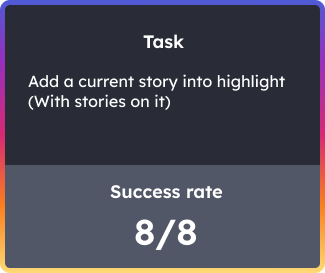 Task
Add a current story into highlight
(With stories on it)
Success rate
8/8